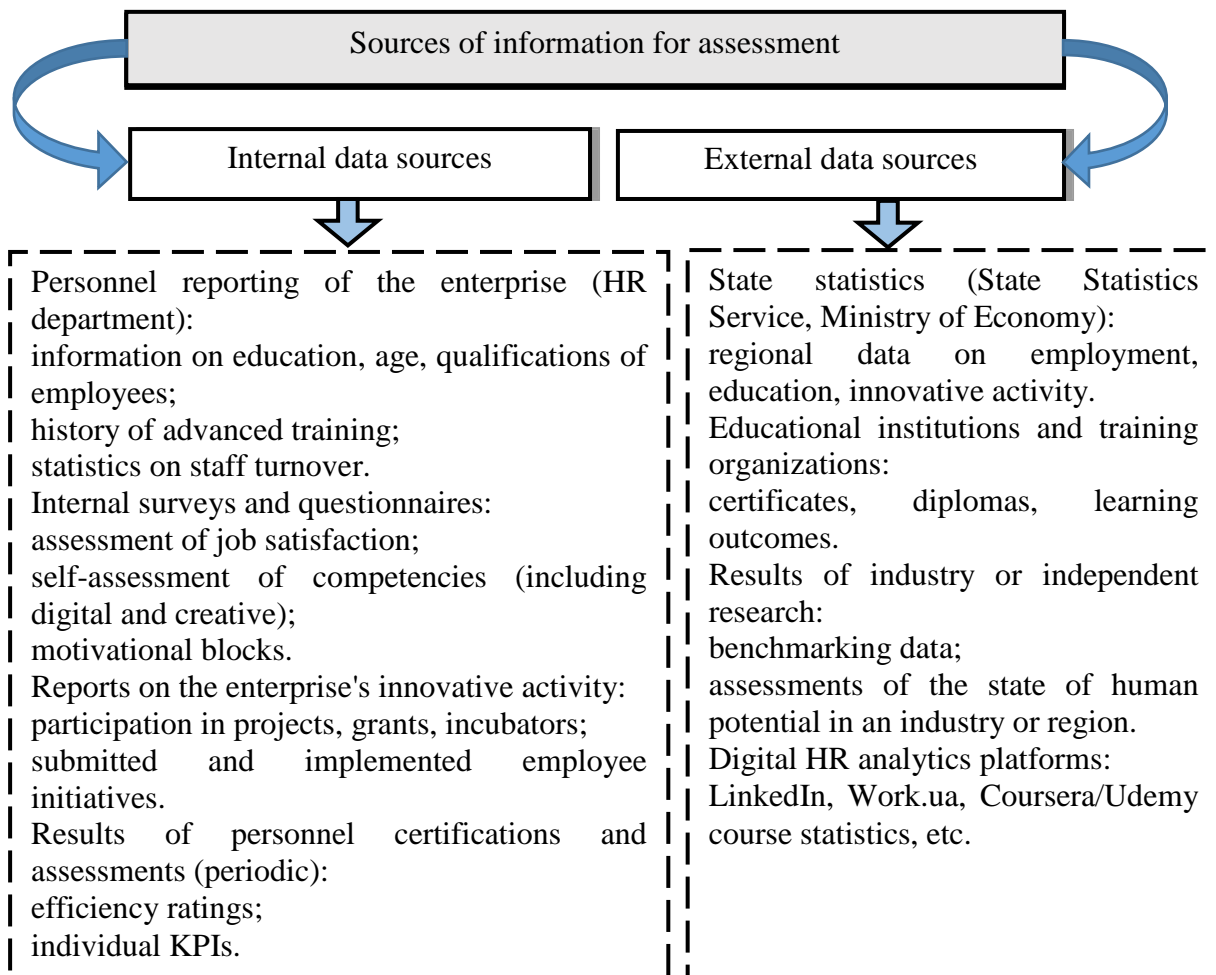 Sources of information for assessment
Internal data sources
External data sources
Personnel reporting of the enterprise (HR
department):
information on education, age, qualifications of
employees;
history of advanced training;
statistics on staff turnover.
Internal surveys and questionnaires:
assessment of job satisfaction;
self-assessment of competencies (including
digital and creative);
motivational blocks.
Reports on the enterprise's innovative activity:
participation in projects, grants, incubators;
submitted and implemented employee
initiatives.
Results of personnel certifications and
assessments (periodic):
efficiency ratings;
individual KPIs.
State statistics (State Statistics
Service, Ministry of Economy):
regional data on employment,
education, innovative activity.
Educational institutions and training
organizations:
certificates, diplomas, learning
outcomes.
Results of industry or independent
research:
benchmarking data;
assessments of the state of human
potential in an industry or region.
Digital HR analytics platforms:
LinkedIn, Work.ua, Coursera/Udemy
course statistics, etc.